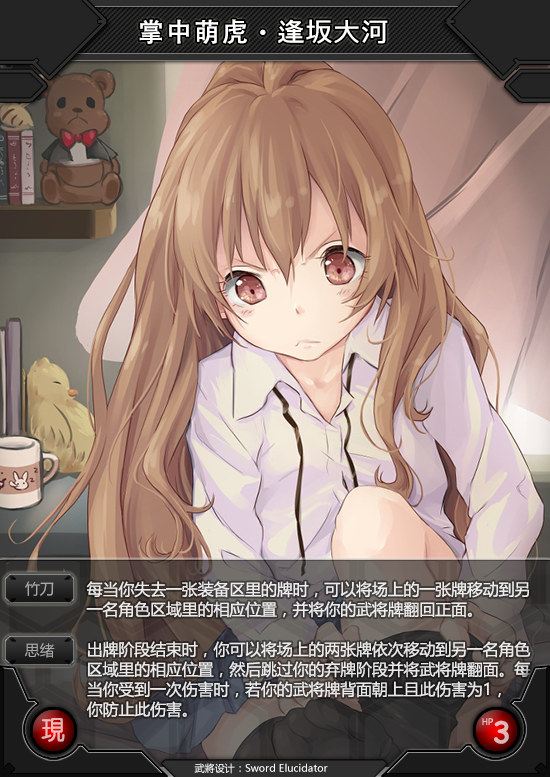 掌中萌虎·逢坂大河
竹刀
每当你失去一张装备区里的牌时，可以将场上的一张牌移动到另
一名角色区域里的相应位置，并将你的武将牌翻回正面。
思绪
出牌阶段结束时，你可以将场上的两张牌依次移动到另一名角色
区域里的相应位置，然后跳过你的弃牌阶段并将武将牌翻面。每
当你受到一次伤害时，若你的武将牌背面朝上且此伤害为1，
你防止此伤害。
現
HP 3
武將设计：Sword Elucidator